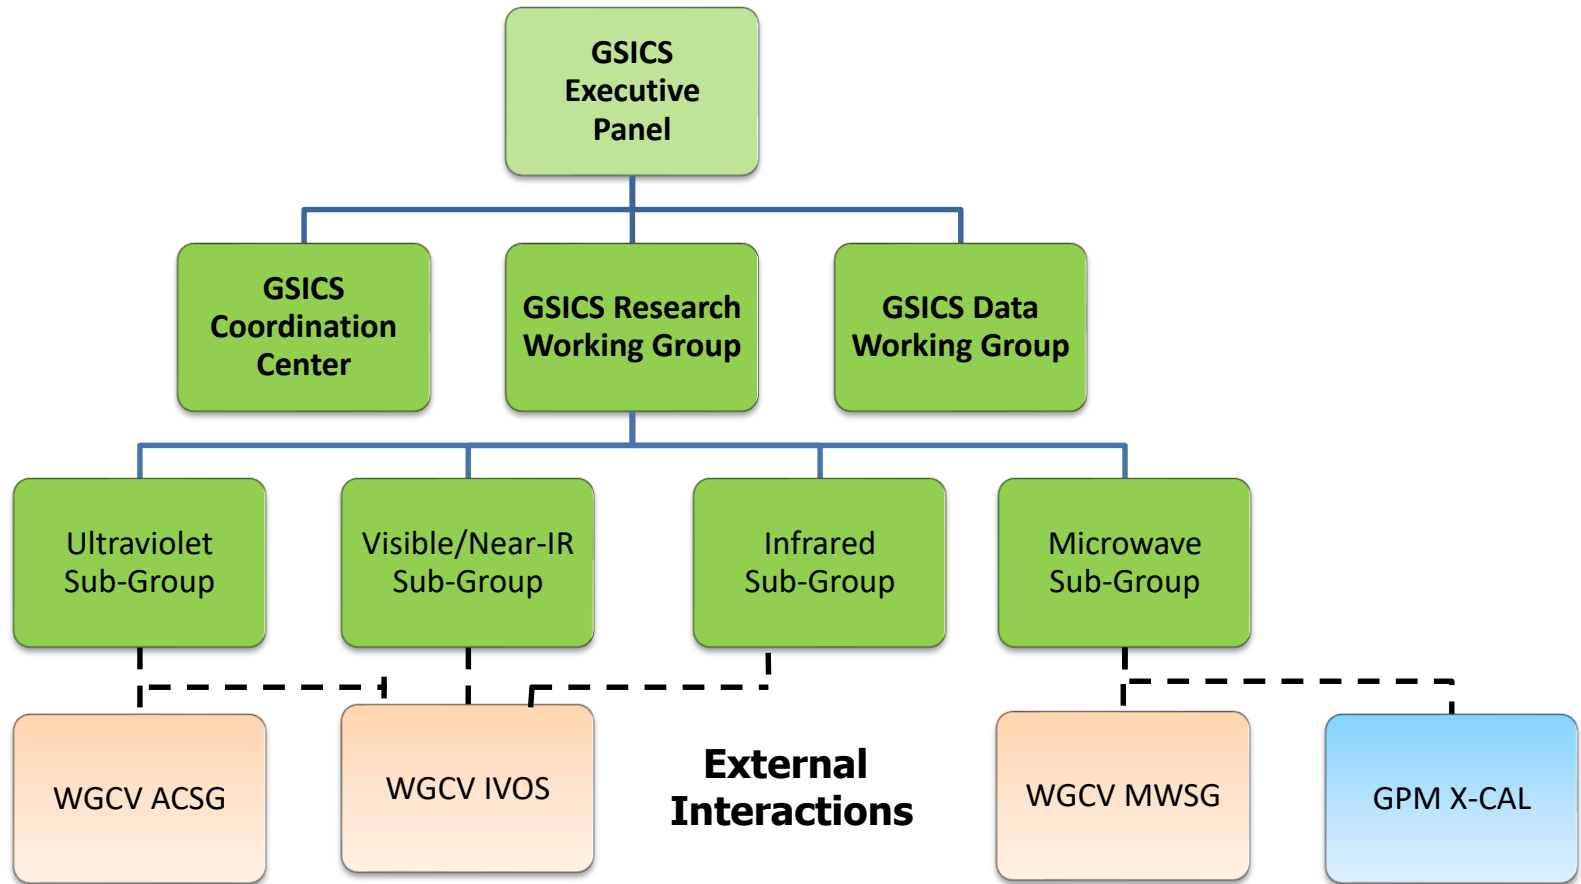 GSICS
Executive
Panel
GSICS
Coordination
Center
GSICS Research
Working Group
GSICS Data
Working Group
Ultraviolet
Sub-Group
Visible/Near-IR
Sub-Group
Infrared
Sub-Group
Microwave
Sub-Group
WGCV ACSG
WGCV IVOS
External
Interactions
WGCV MWSG
GPM X-CAL